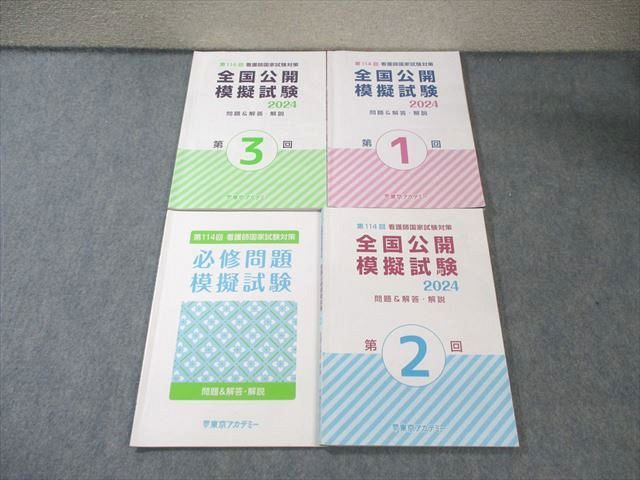 第114回 看護師国家試験対策
全国公開
模擬試験
2024
問題&解答・解説
第3回
東京アカデミー
第114回 看護師国家試験対策
全国公開
模擬試験
2024
問題&解答・解説
第1回
東京アカデミー
第114回 看護師国家試験対策
必修問題
模擬試験
問題&解答・解説
東京アカデミー
第114回 看護師国家試験対策
全国公開
模擬試験
2024
問題&解答・解説
第2回
東京アカデミー